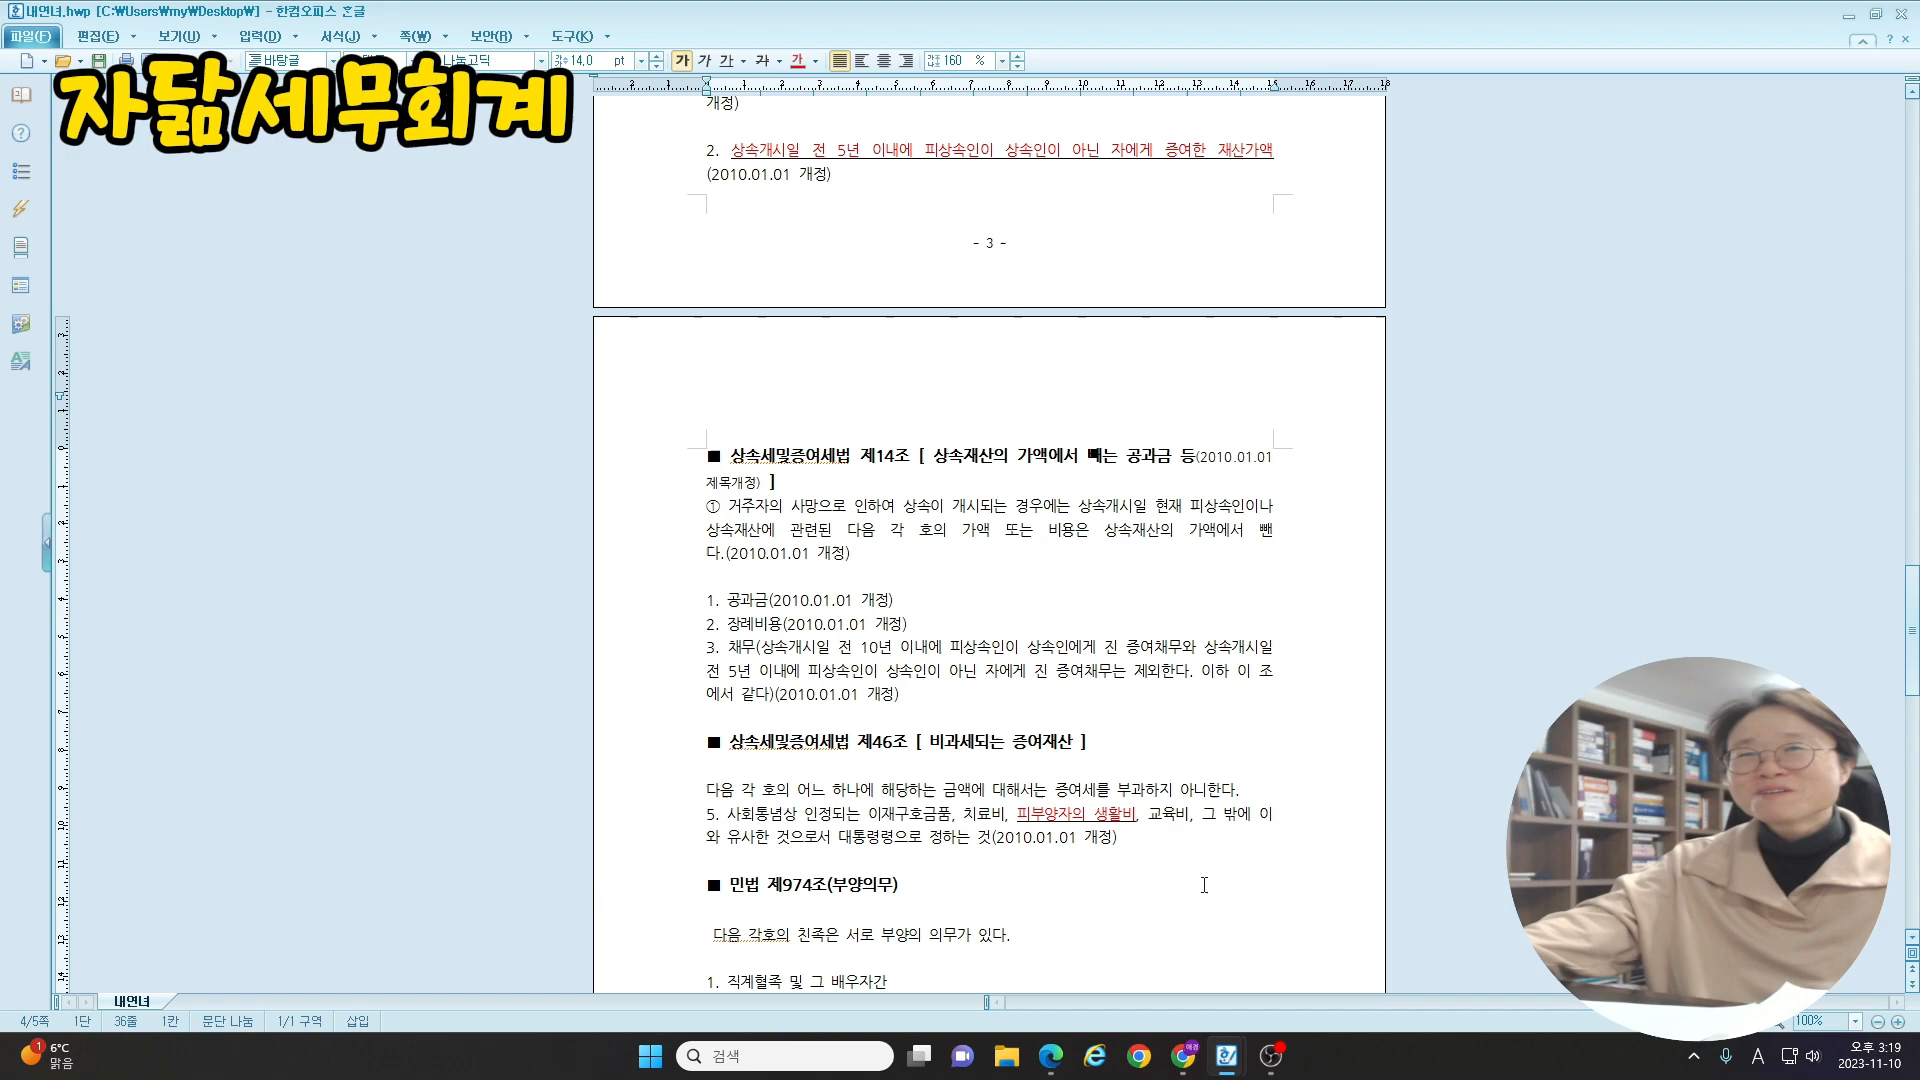 내연녀.hwp [C:\Users\my\Desktop\] - 한컴오피스 한글
파일(F) 편집(E) 보기(U) 입력(D) 서식(J) 쪽(W) 보안(R) 도구(K)
바탕글 나눔고딕 14.0 pt 가 가 가 가 가 160 %
자닮세무회계
개정)
2. 상속개시일 전 5년 이내에 피상속인이 상속인이 아닌 자에게 증여한 재산가액
(2010.01.01 개정)
- 3 -
■ 상속세및증여세법 제14조 [ 상속재산의 가액에서 빼는 공과금 등(2010.01.01
제목개정) ]
① 거주자의 사망으로 인하여 상속이 개시되는 경우에는 상속개시일 현재 피상속인이나
상속재산에 관련된 다음 각 호의 가액 또는 비용은 상속재산의 가액에서 뺀
다.(2010.01.01 개정)
1. 공과금(2010.01.01 개정)
2. 장례비용(2010.01.01 개정)
3. 채무(상속개시일 전 10년 이내에 피상속인이 상속인에게 진 증여채무와 상속개시일
전 5년 이내에 피상속인이 상속인이 아닌 자에게 진 증여채무는 제외한다. 이하 이 조
에서 같다)(2010.01.01 개정)
■ 상속세및증여세법 제46조 [ 비과세되는 증여재산 ]
다음 각 호의 어느 하나에 해당하는 금액에 대해서는 증여세를 부과하지 아니한다.
5. 사회통념상 인정되는 이재구호금품, 치료비, 피부양자의 생활비, 교육비, 그 밖에 이
와 유사한 것으로서 대통령령으로 정하는 것(2010.01.01 개정)
■ 민법 제974조(부양의무)
다음 각호의 친족은 서로 부양의 의무가 있다.
1. 직계혈족 및 그 배우자간
내연녀
4/5쪽 1단 36줄 1칸 문단 나눔 1/1 구역 삽입 100%
6°C
맑음
검색
A
오후 3:19
2023-11-10